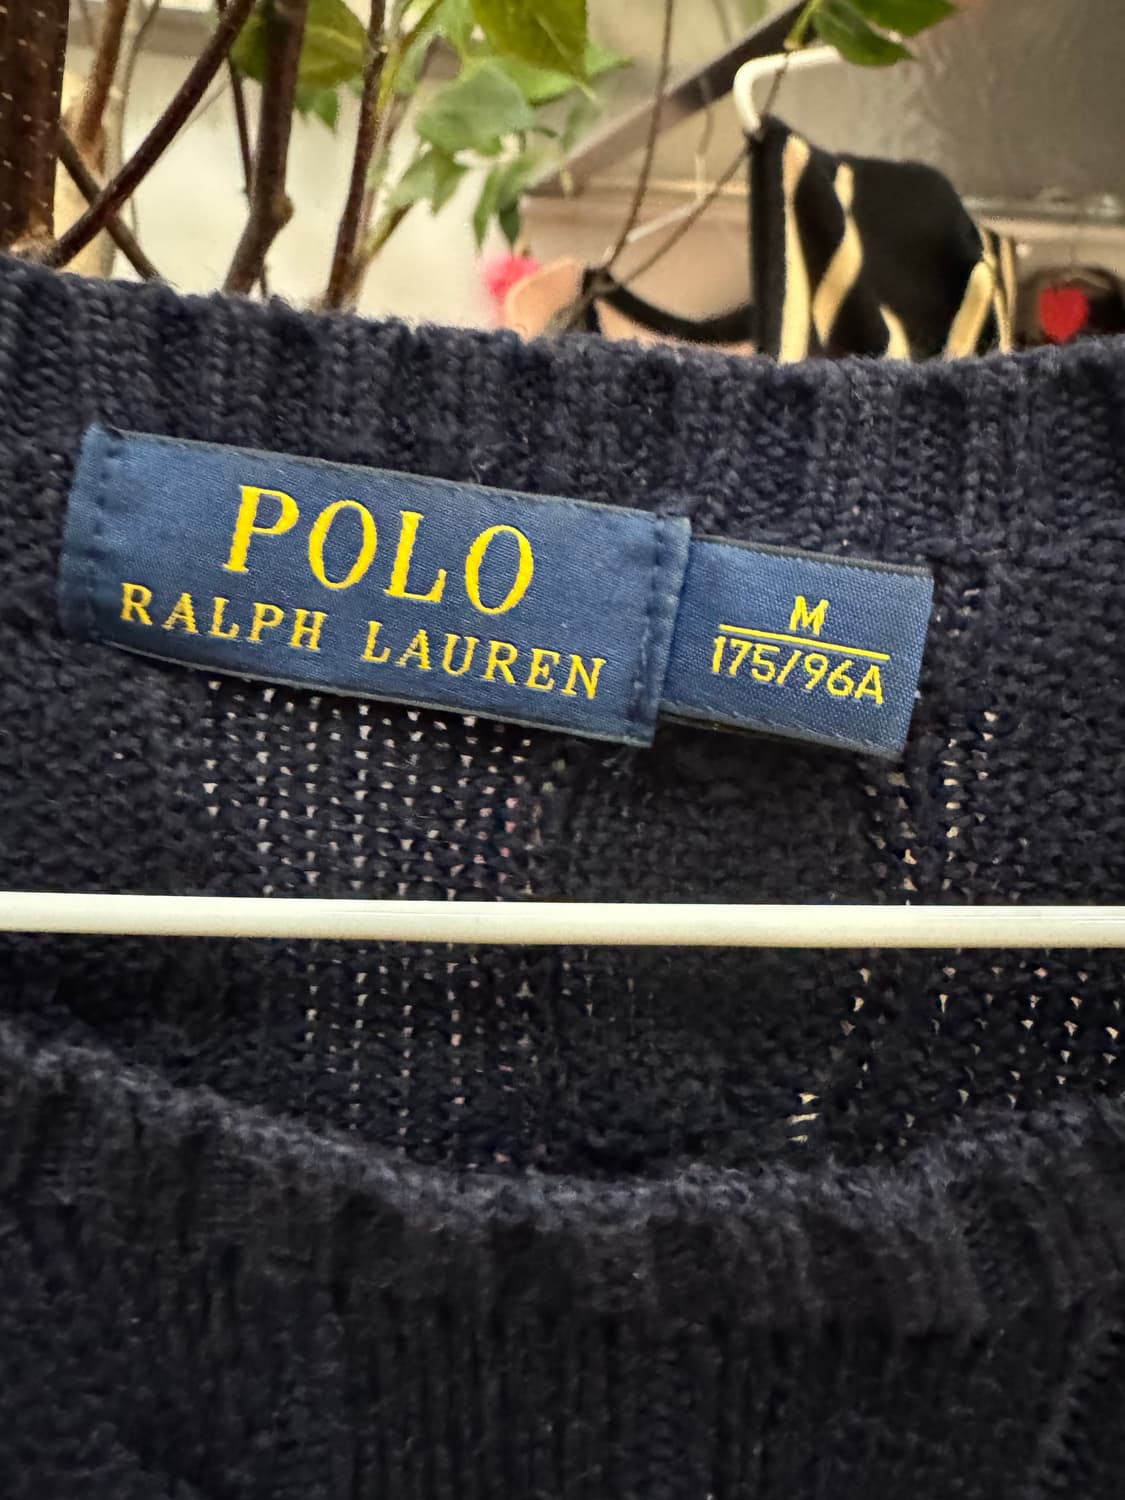 POLO
RALPH LAUREN
M
175/96A